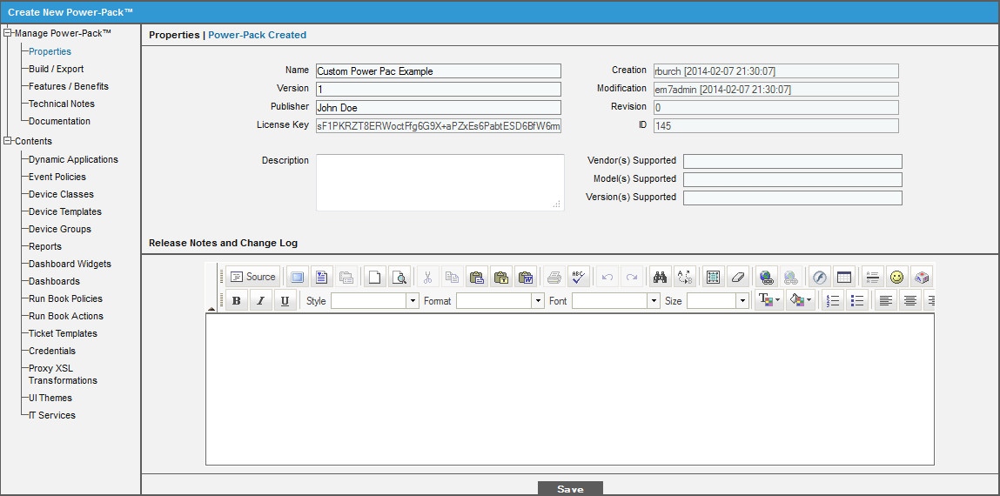 Create New Power-Pack™
Manage Power-Pack™
Properties
Build / Export
Features / Benefits
Technical Notes
Documentation
Contents
Dynamic Applications
Event Policies
Device Classes
Device Templates
Device Groups
Reports
Dashboard Widgets
Dashboards
Run Book Policies
Run Book Actions
Ticket Templates
Credentials
Proxy XSL
Transformations
UI Themes
IT Services
Properties | Power-Pack Created
Name Custom Power Pac Example
Version 1
Publisher John Doe
License Key
Description
Creation rburch [2014-02-07 21:30:07]
Modification em7admin [2014-02-07 21:30:07]
Revision 0
ID 145
Vendor(s) Supported
Model(s) Supported
Version(s) Supported
Release Notes and Change Log
Source
B I U Style Format Font Size
Save